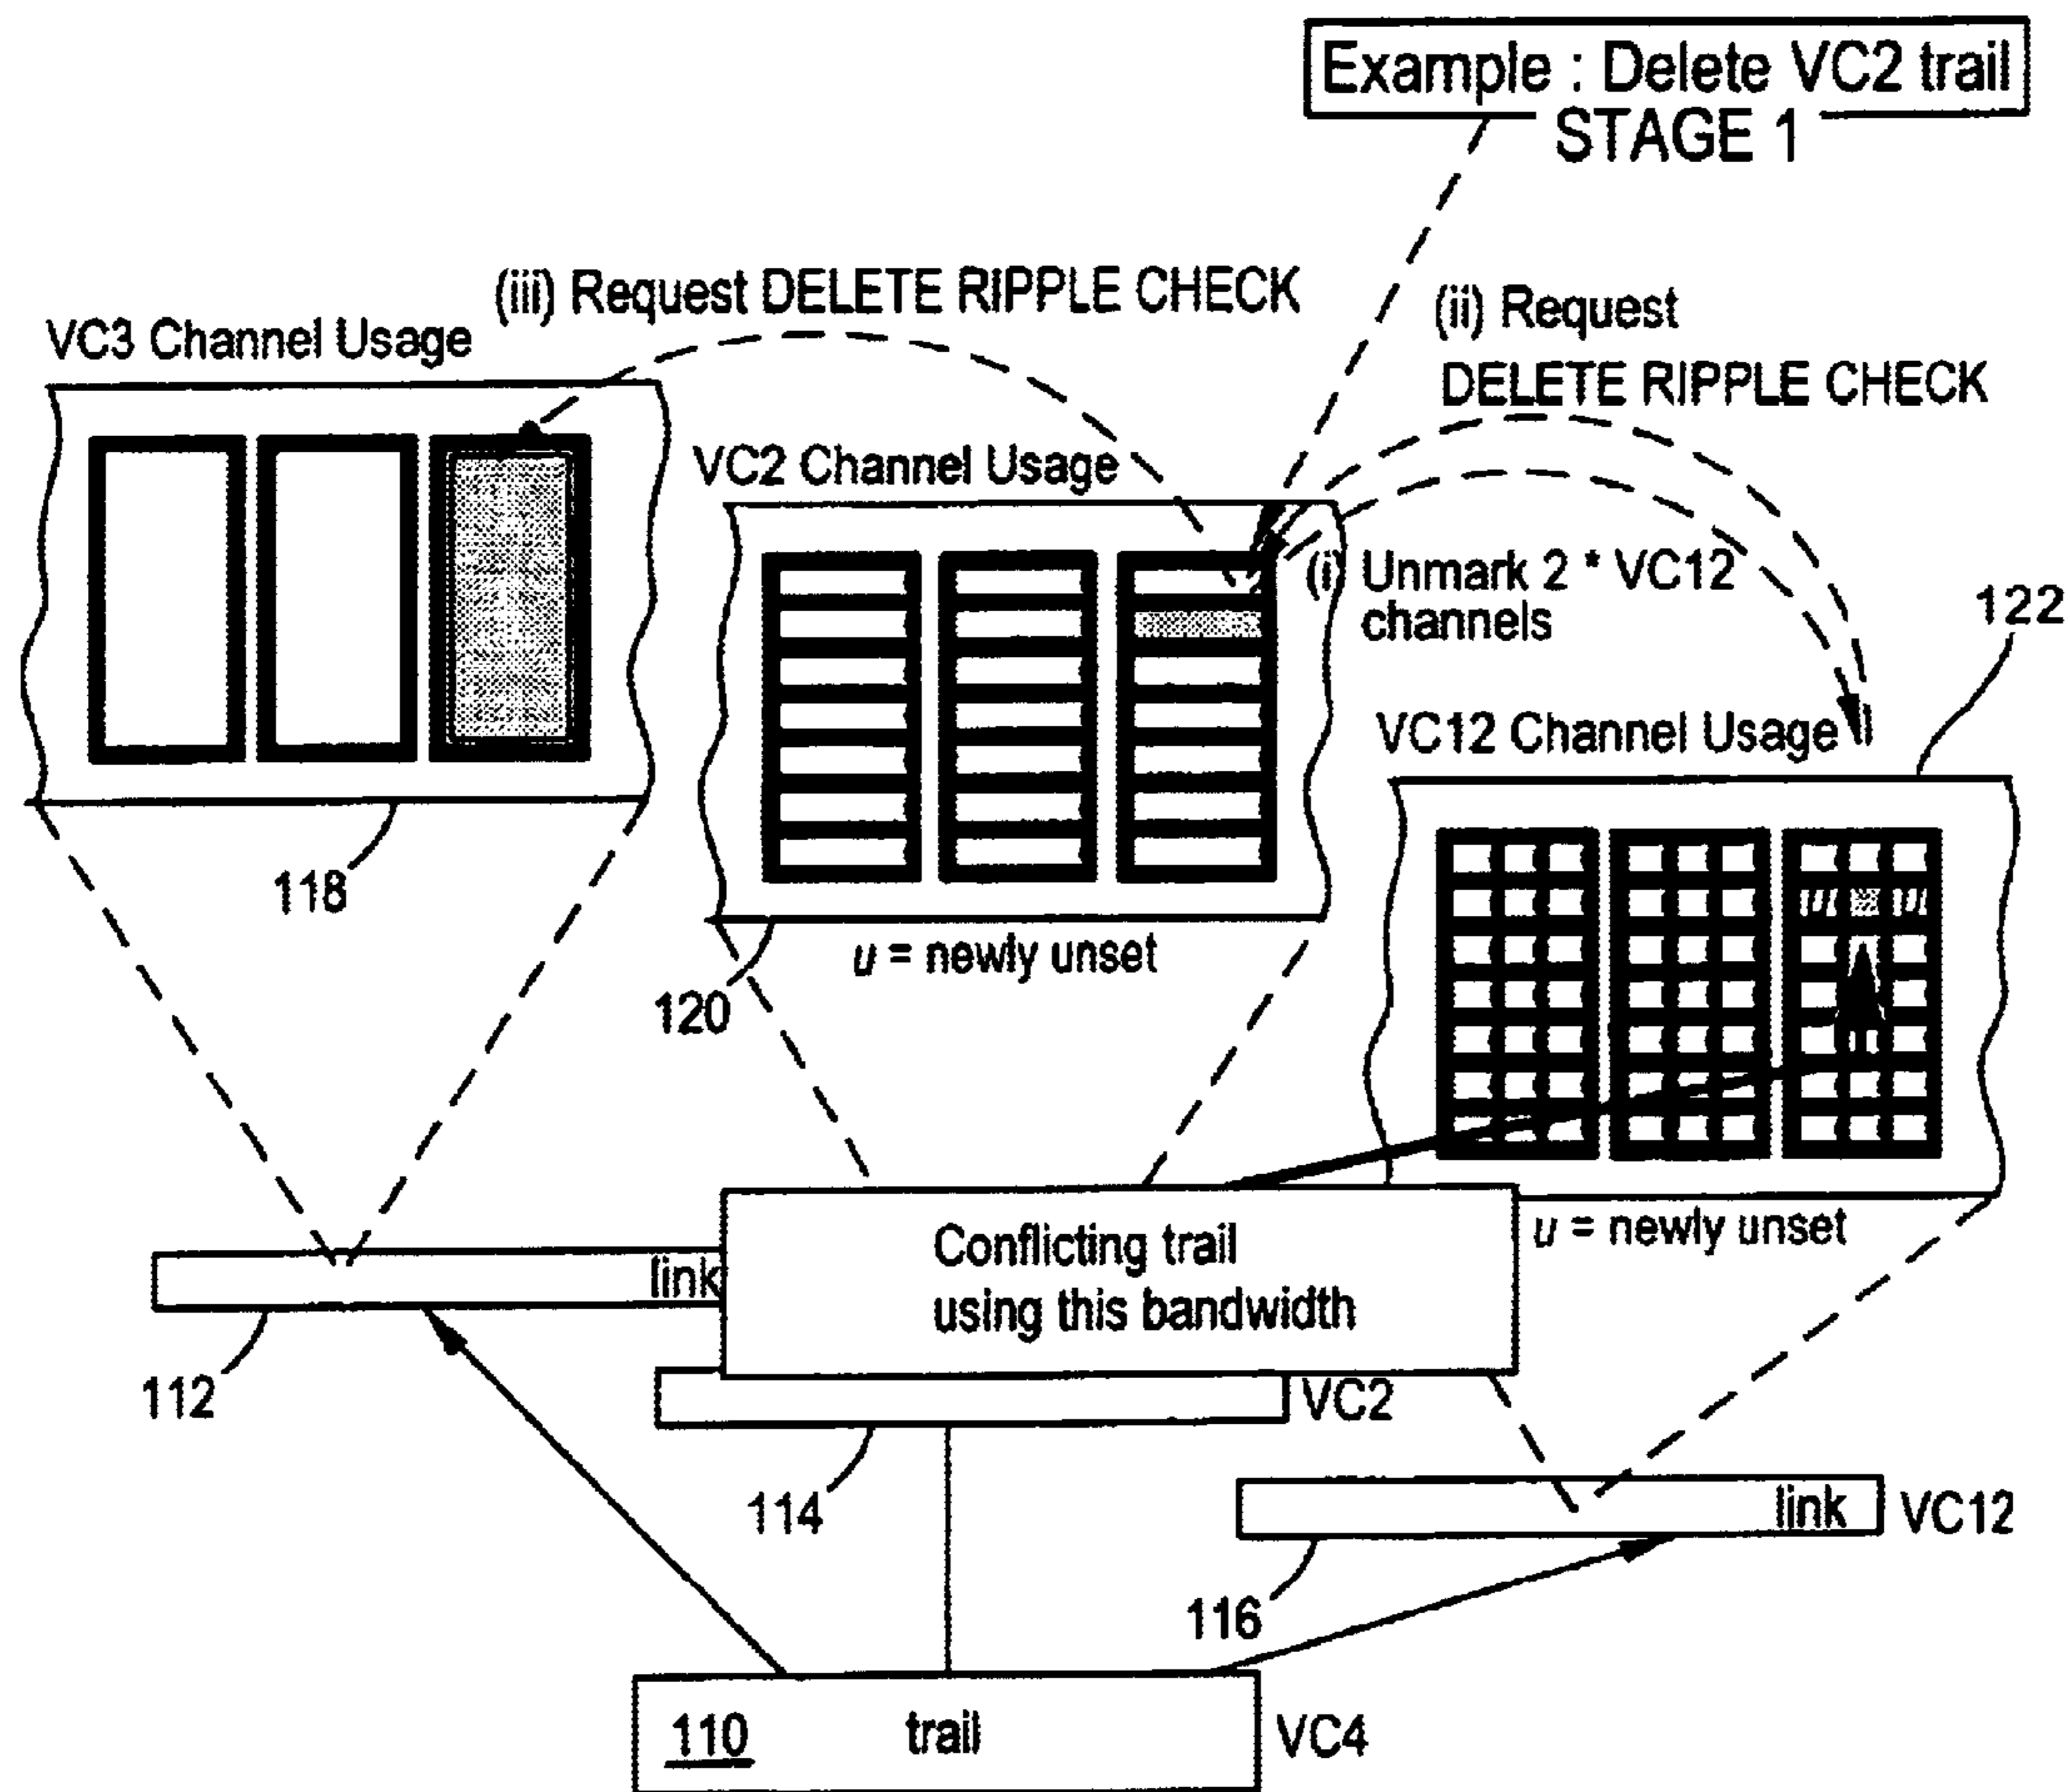 Example : Delete VC2 trail
STAGE 1
(iii) Request DELETE RIPPLE CHECK
(ii) Request
DELETE RIPPLE CHECK
VC3 Channel Usage
VC2 Channel Usage
(i) Unmark 2 * VC12
channels
122
VC12 Channel Usage
118
u u
u = newly unset
120
u = newly unset
Conflicting trail
using this bandwidth
link
112
VC2
114
link
VC12
116
110
trail
VC4